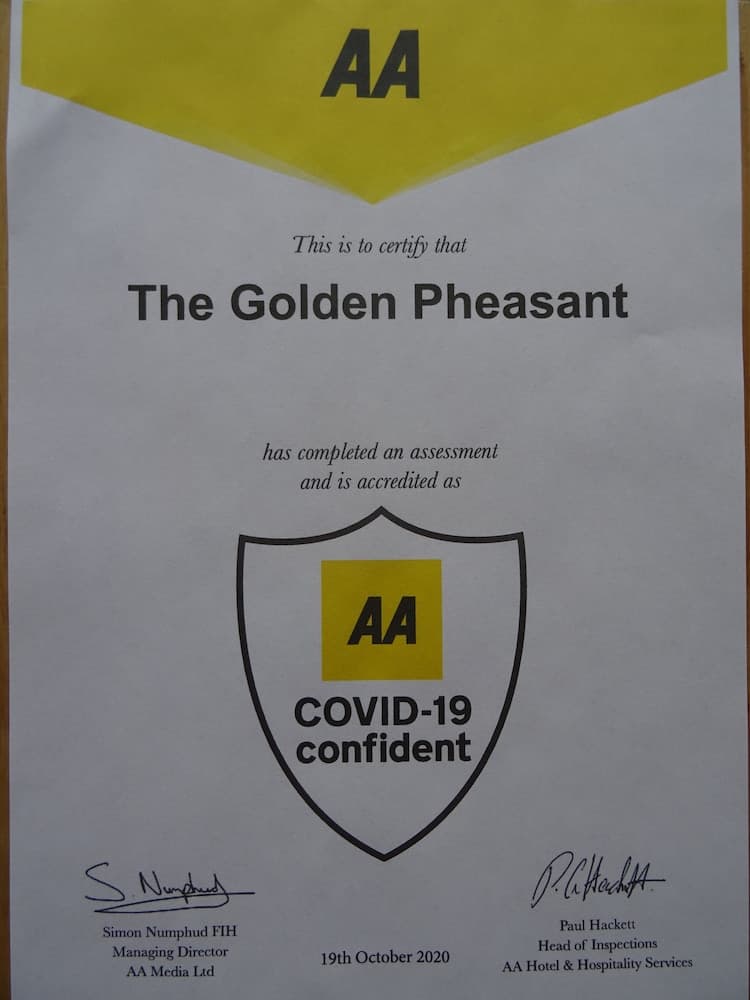 AA
This is to certify that
The Golden Pheasant
has completed an assessment
and is accredited as
AA
COVID-19
confident
S. Numphud
P. C. Hackett.
Simon Numphud FIH
Managing Director
AA Media Ltd
19th October 2020
Paul Hackett
Head of Inspections
AA Hotel & Hospitality Services